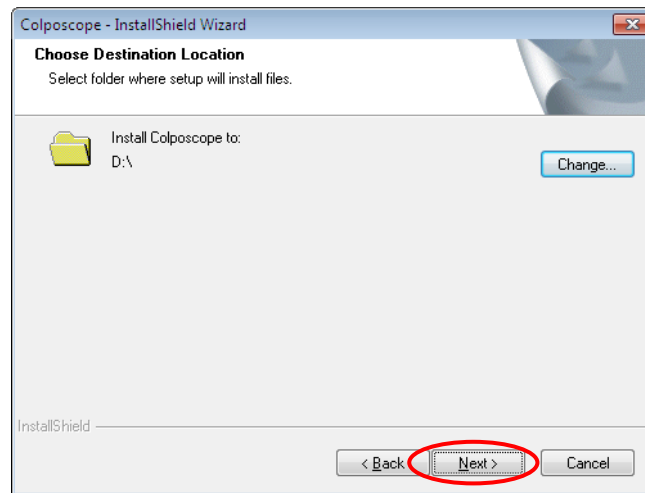 Colposcope - InstallShield Wizard
Choose Destination Location
Select folder where setup will install files.
Install Colposcope to:
D:\
Change...
InstallShield
< Back
Next >
Cancel